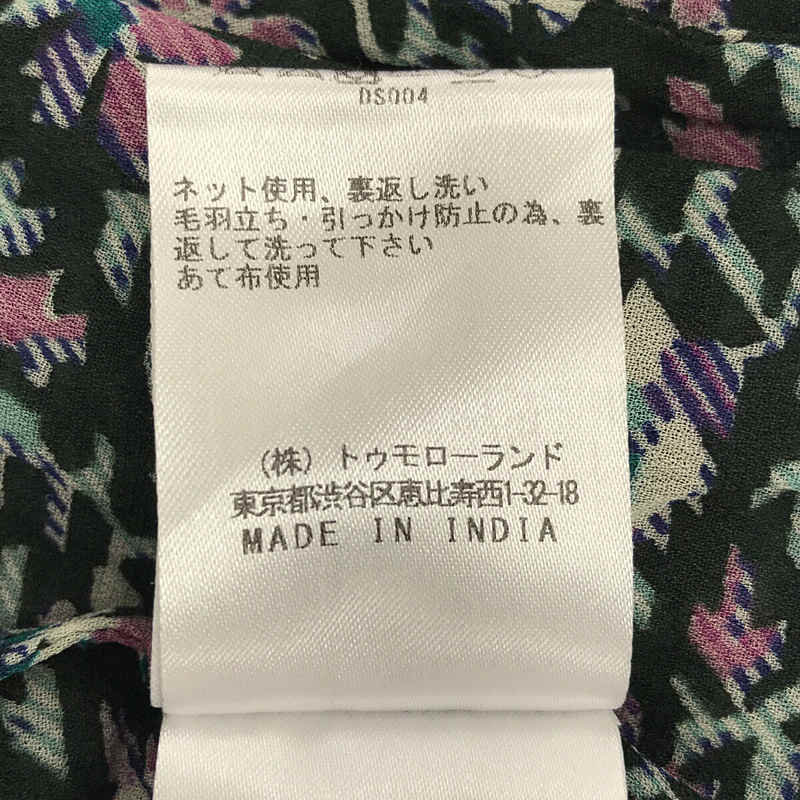 DS004
ネット使用、裏返し洗い
毛羽立ち・引っかけ防止の為、裏
返して洗って下さい
あて布使用
(株) トゥモローランド
東京都渋谷区恵比寿西1-32-18
MADE IN INDIA